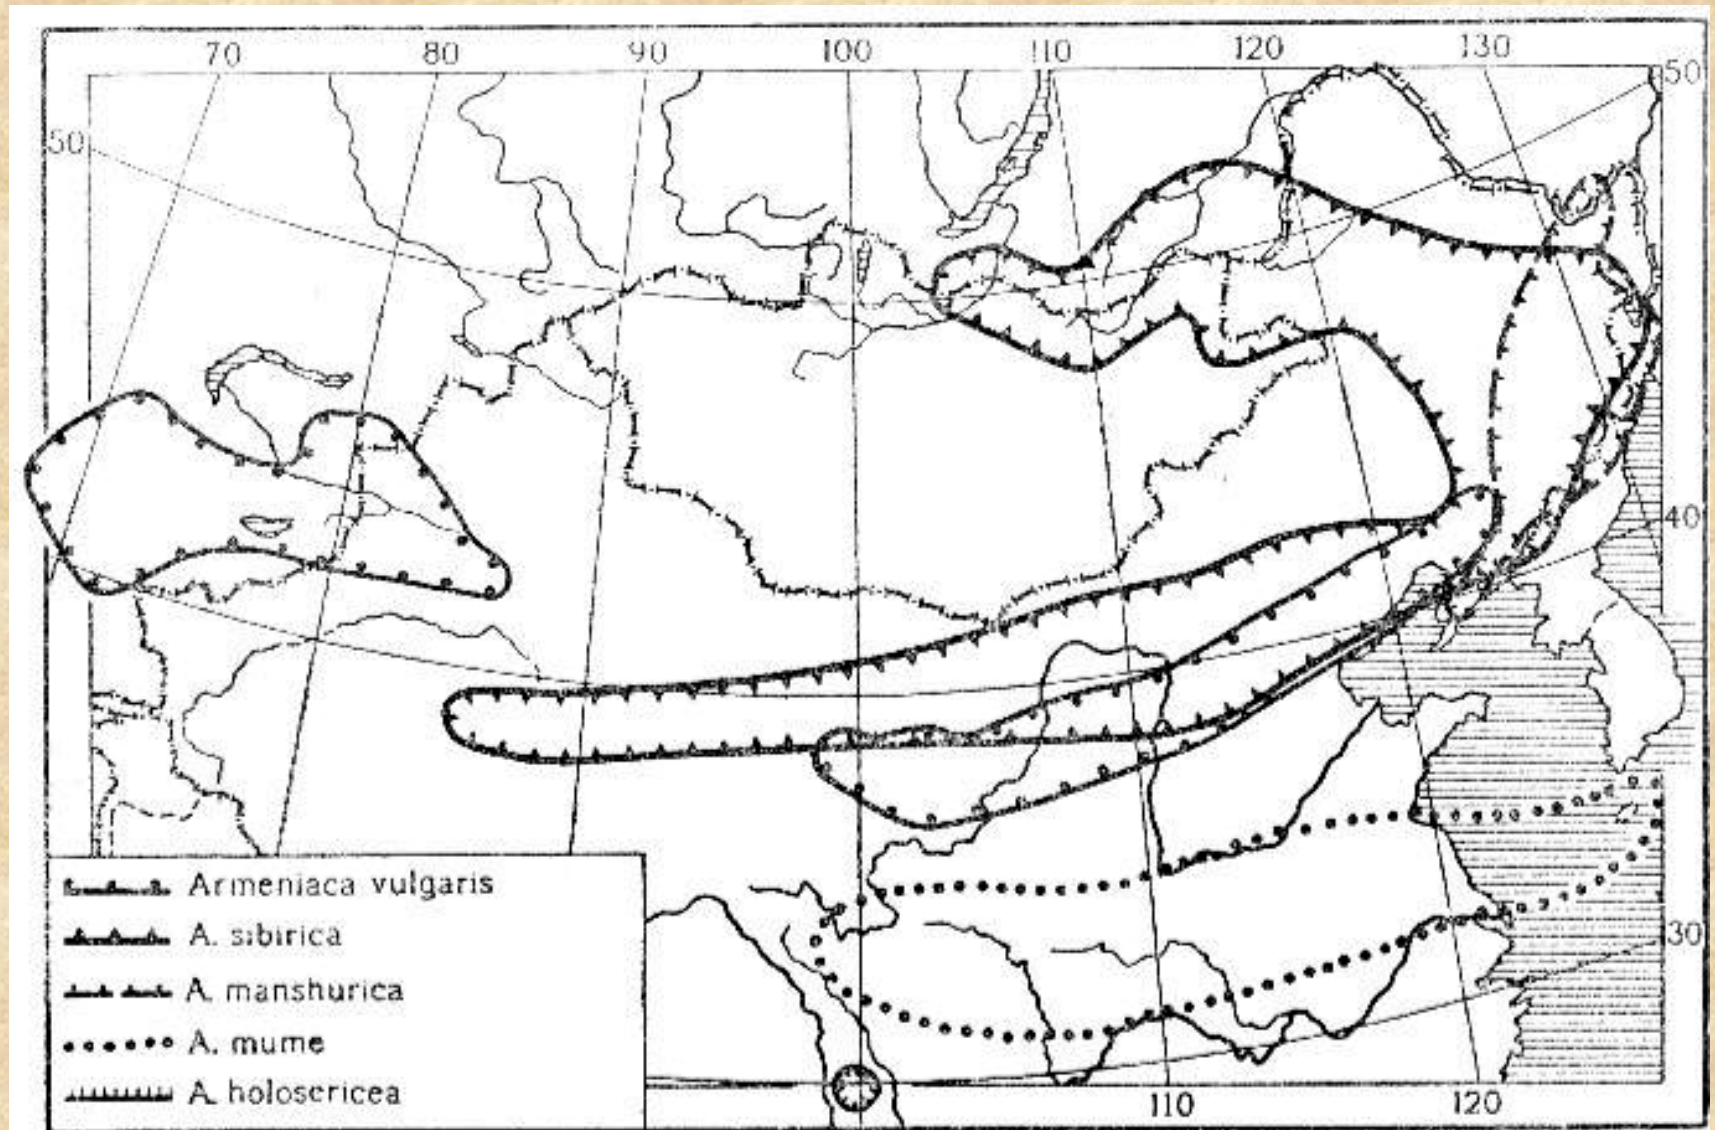 70 80 90 100 110 120 130
50 50
40
30
Armeniaca vulgaris
A. sibirica
A. manshurica
A. mume
A. holosericea
110 120